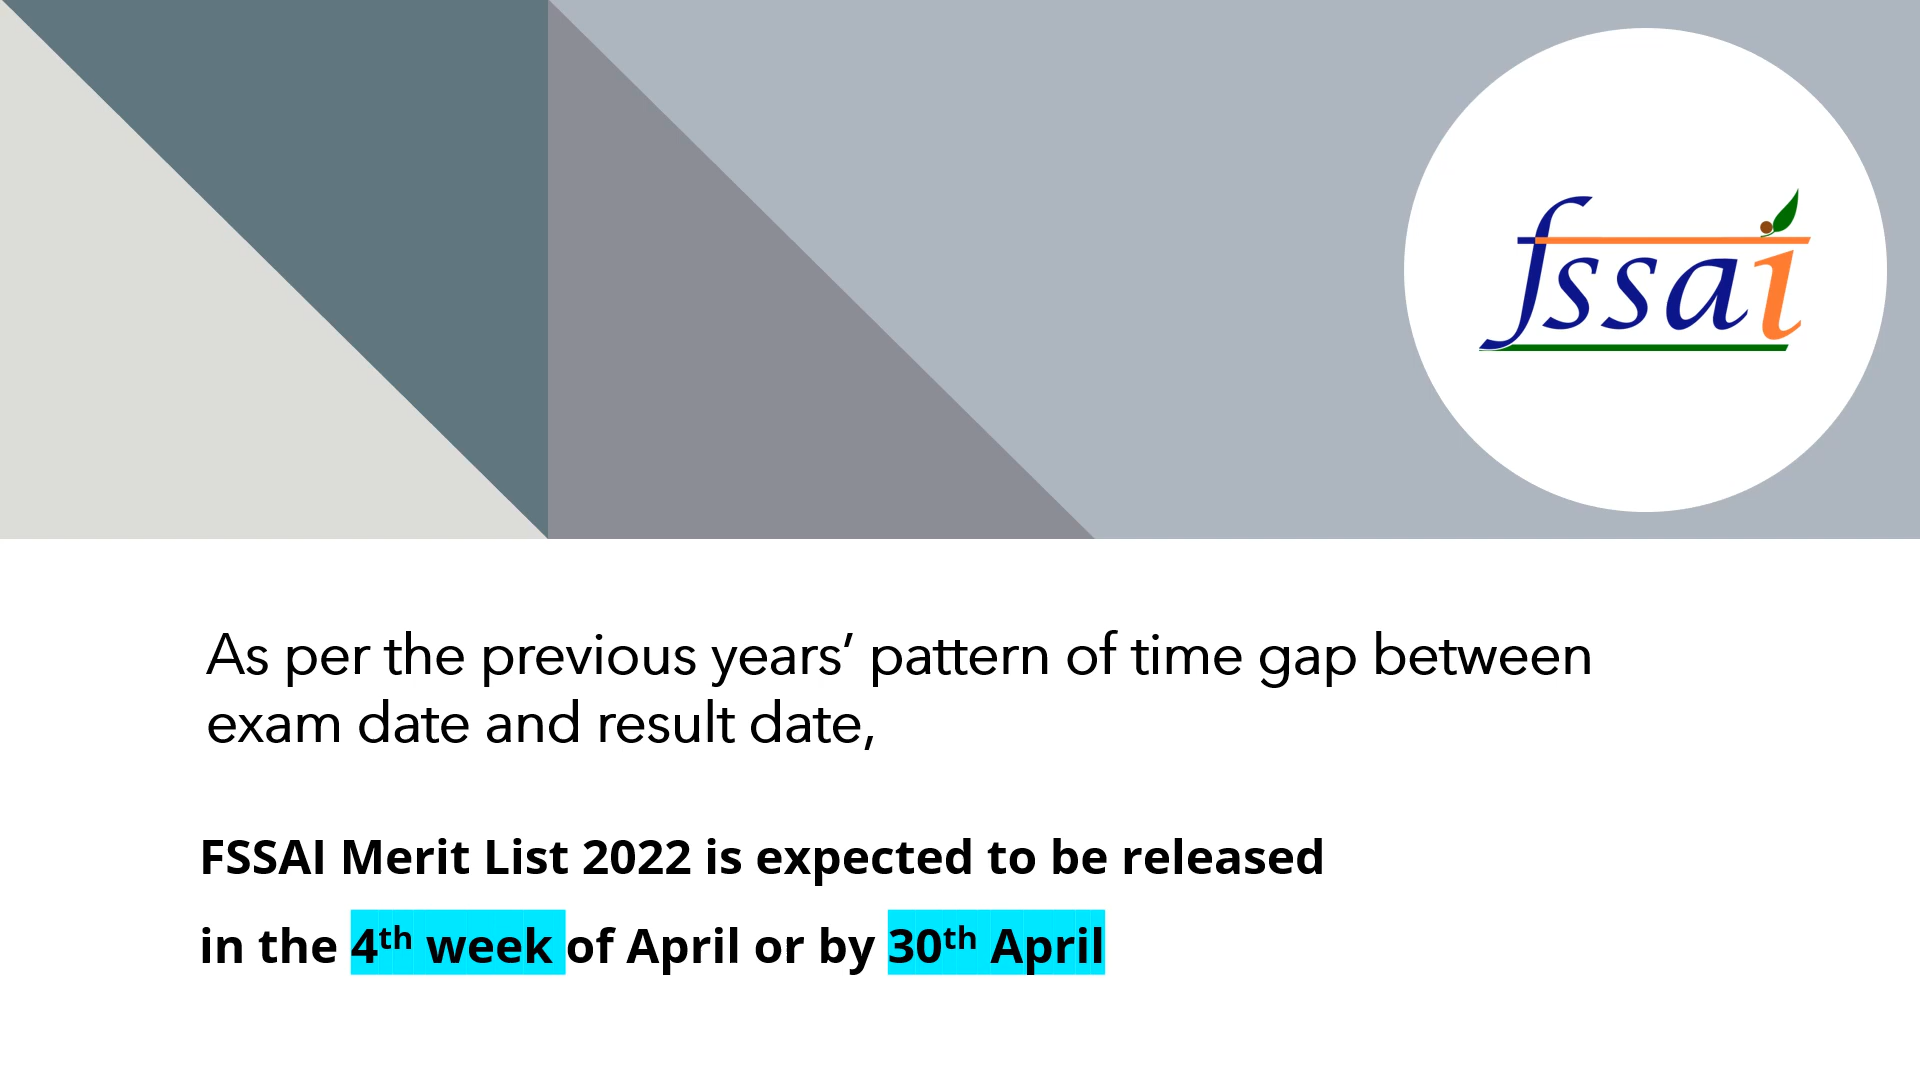 fssai
As per the previous years’ pattern of time gap between
exam date and result date,
FSSAI Merit List 2022 is expected to be released
in the 4th week of April or by 30th April